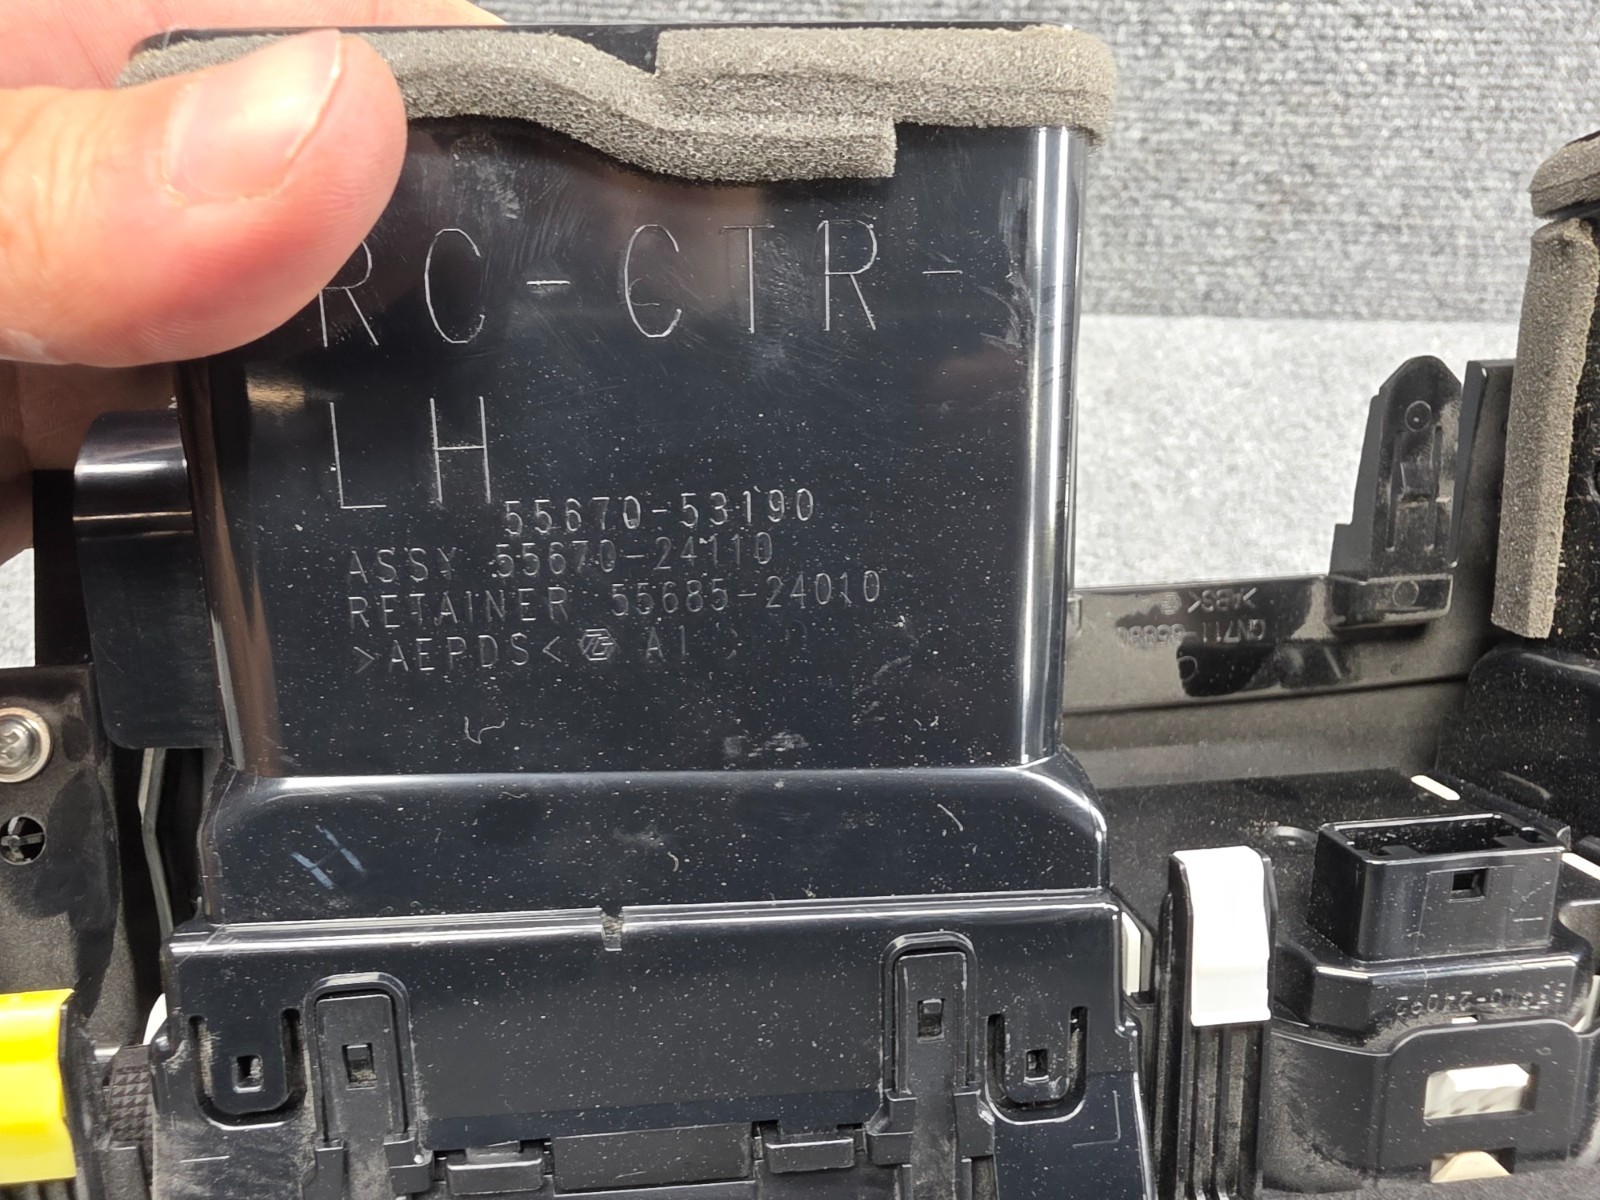 RC-CTR-
LH
55670-53190
ASSY 55670-24110
RETAINER 55685-24010
>AEPDS< A1
>ABS<
H